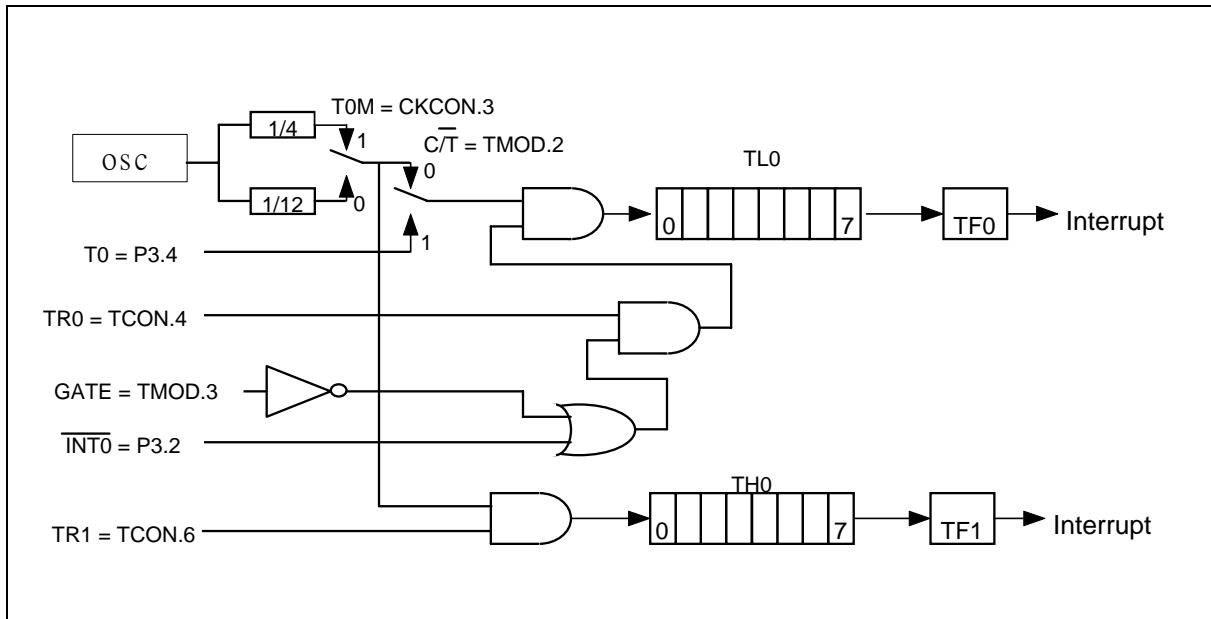 T0M = CKCON.3
1/4
1
C/T = TMOD.2
OSC
0
TL0
1/12
0
0
7
TF0
Interrupt
T0 = P3.4
1
TR0 = TCON.4
GATE = TMOD.3
INT0 = P3.2
TH0
0
7
TF1
Interrupt
TR1 = TCON.6